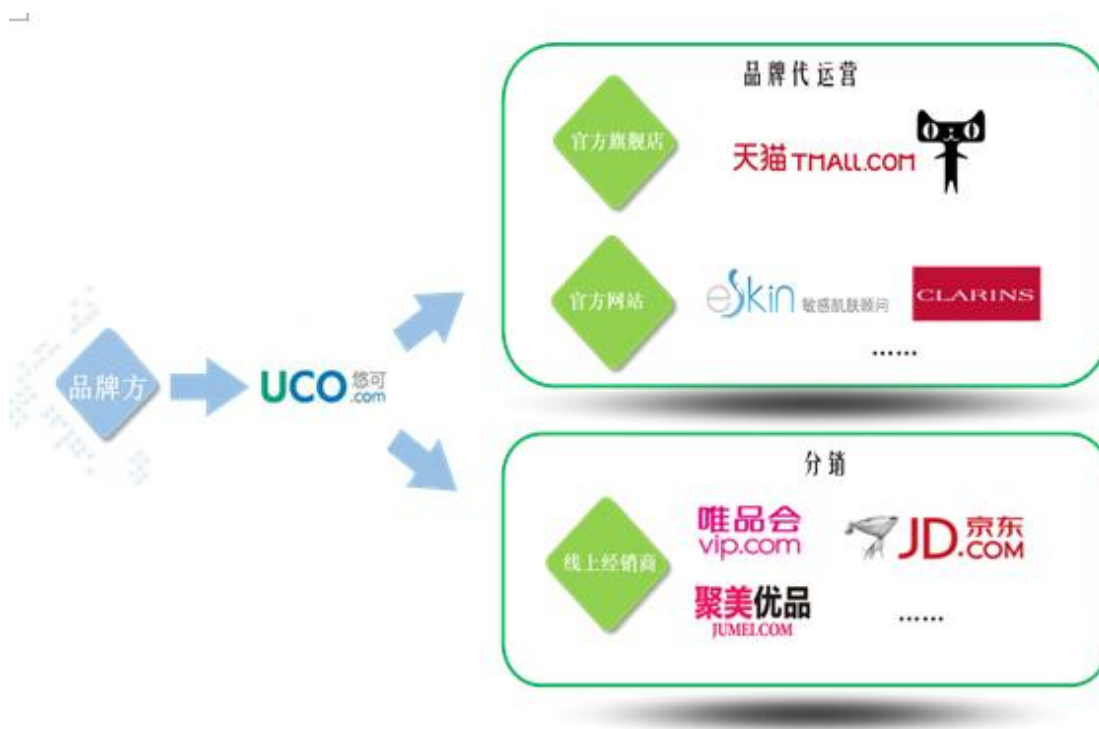 品牌方
UCO 悠可
.com
品牌代运营
官方旗舰店
天猫 TMALL.COM
官方网站
eSkin 敏感肌肤顾问
CLARINS
......
分销
线上经销商
唯品会
vip.com
JD 京东
.COM
聚美优品
JUMEI.COM
......